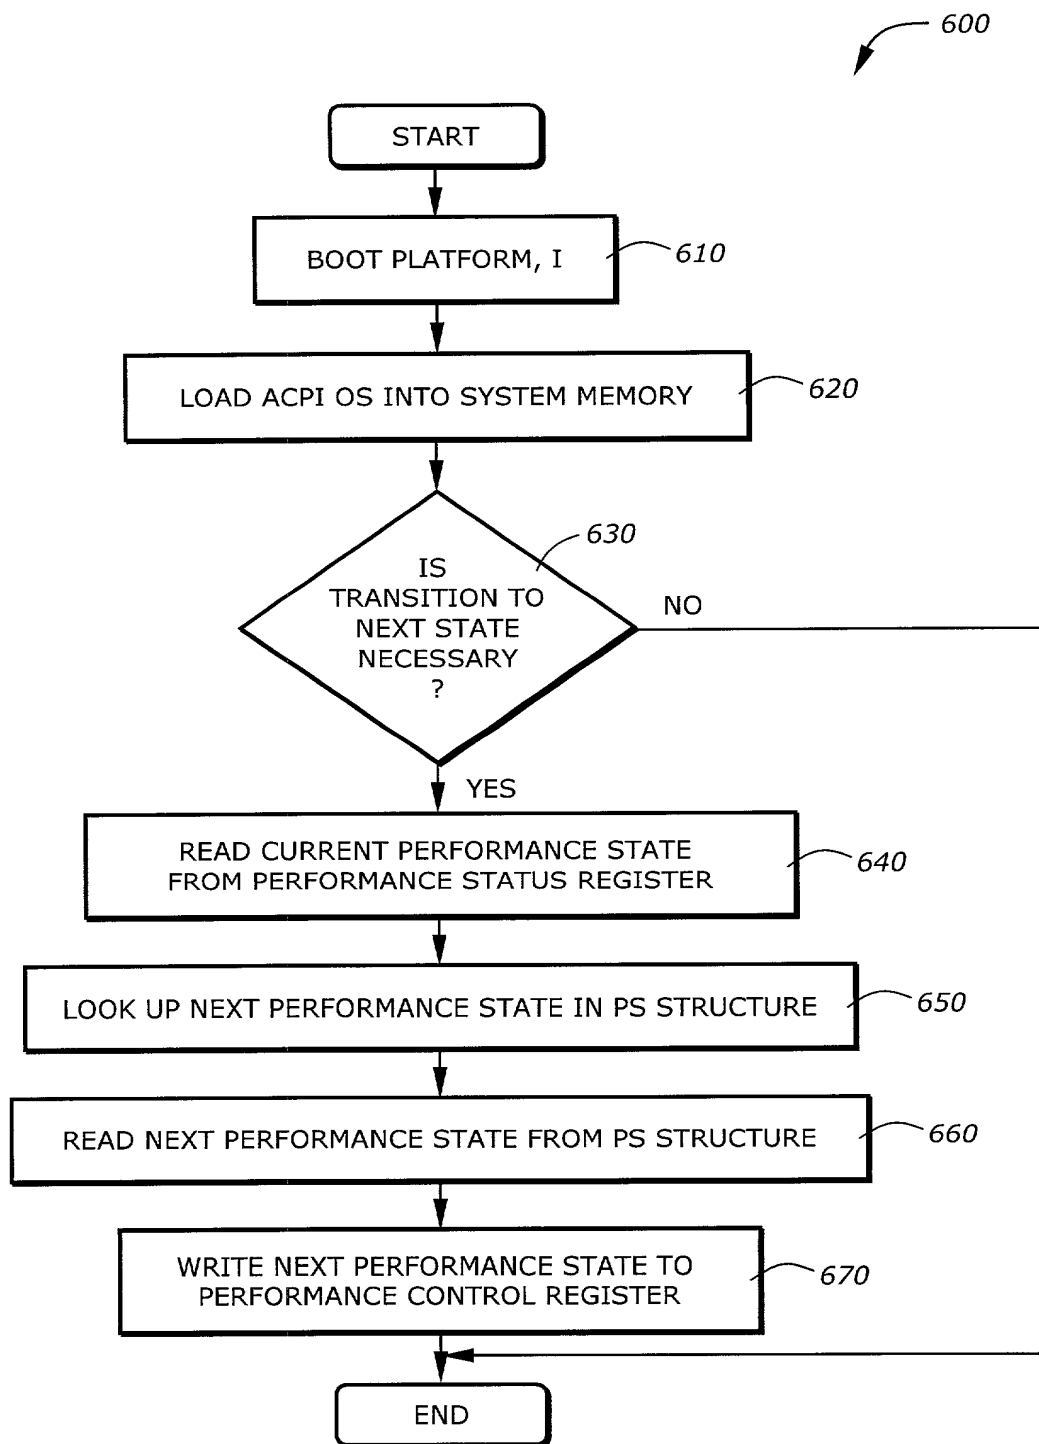 600
START
BOOT PLATFORM, I
610
LOAD ACPI OS INTO SYSTEM MEMORY
620
630
IS
TRANSITION TO
NEXT STATE
NECESSARY
?
NO
YES
READ CURRENT PERFORMANCE STATE
FROM PERFORMANCE STATUS REGISTER
640
LOOK UP NEXT PERFORMANCE STATE IN PS STRUCTURE
650
READ NEXT PERFORMANCE STATE FROM PS STRUCTURE
660
WRITE NEXT PERFORMANCE STATE TO
PERFORMANCE CONTROL REGISTER
670
END